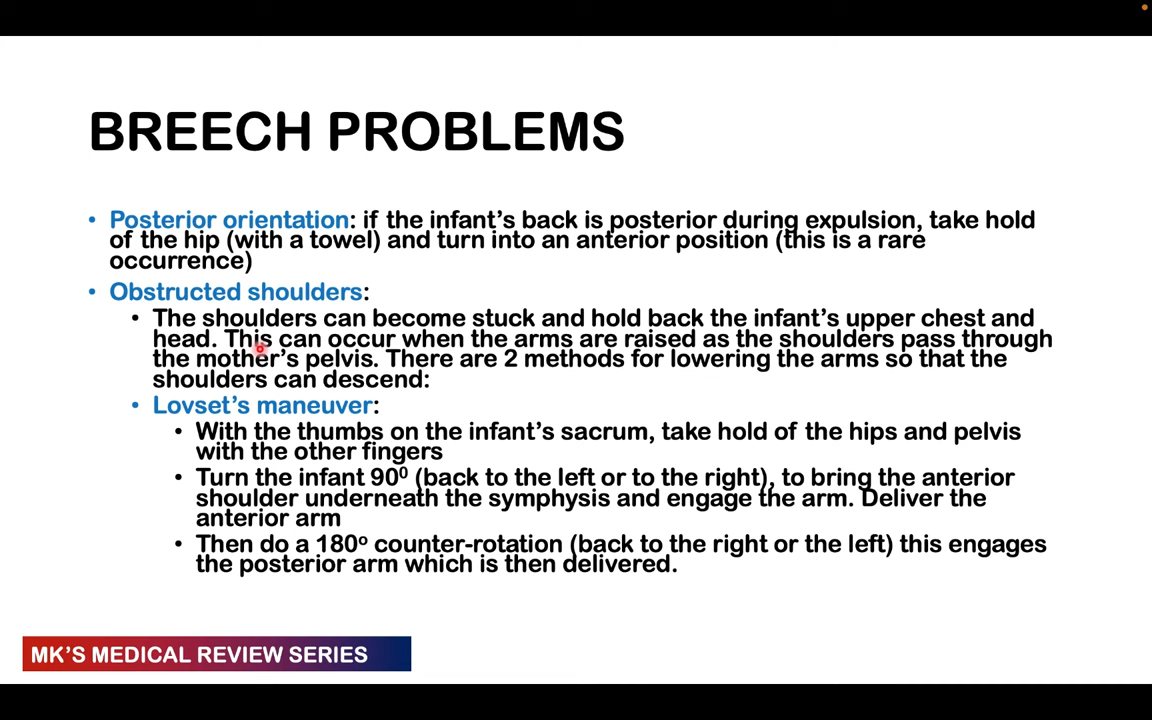 BREECH PROBLEMS
• Posterior orientation: if the infant's back is posterior during expulsion, take hold
of the hip (with a towel) and turn into an anterior position (this is a rare
occurrence)
• Obstructed shoulders:
• The shoulders can become stuck and hold back the infant's upper chest and
head. This can occur when the arms are raised as the shoulders pass through
the mother's pelvis. There are 2 methods for lowering the arms so that the
shoulders can descend:
• Lovset's maneuver:
• With the thumbs on the infant's sacrum, take hold of the hips and pelvis
with the other fingers
• Turn the infant 90⁰ (back to the left or to the right), to bring the anterior
shoulder underneath the symphysis and engage the arm. Deliver the
anterior arm
• Then do a 180ᵒ counter-rotation (back to the right or the left) this engages
the posterior arm which is then delivered.
MK'S MEDICAL REVIEW SERIES